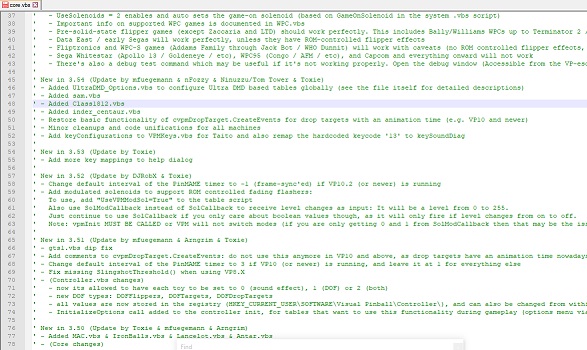 core.vbs
37 ' - UseSolenoids = 2 enables and auto sets the game-on solenoid (based on GameOnSolenoid in the system .vbs script)
38 ' - Important info on supported WPC games is documented in WPC.vbs
39 ' - Pre-solid-state flipper games (except Zaccaria and LTD) should work perfectly. This includes Bally/Williams WPCs up to Terminator 2
40 ' - Data East / early Segas will work perfectly, unless they have ROM-controlled flipper effects
41 ' - Fliptronics and WPC-S games (Addams Family through Jack Bot / WHO Dunnit) will work with caveats (no ROM controlled flipper effects,
42 ' - Sega Whitestar (Apollo 13 / Goldeneye / etc), WPC95 (Congo / AFM / etc), and Capcom and everything onward will not work
43 ' - There's also a debug test command which may be useful if it's not working properly. Open the debug window (Accessible from the VP-es
44 '
45 ' New in 3.54 (Update by mfuegemann & nFozzy & Ninuzzu/Tom Tower & Toxie)
46 ' - Added UltraDMD_Options.vbs to configure Ultra DMD based tables globally (see the file itself for detailed descriptions)
47 ' - Added sam.vbs
48 ' - Added Class1812.vbs
49 ' - Added inder_centaur.vbs
50 ' - Restore basic functionality of cvpmDropTarget.CreateEvents for drop targets with an animation time (e.g. VP10 and newer)
51 ' - Minor cleanups and code unifications for all machines
52 ' - Add keyConfigurations to VPMKeys.vbs for Taito and also remap the hardcoded keycode '13' to keySoundDiag
53 '
54 ' New in 3.53 (Update by Toxie)
55 ' - Add more key mappings to help dialog
56 '
57 ' New in 3.52 (Update by DJRobX & Toxie)
58 ' - Change default interval of the PinMAME timer to -1 (frame-sync'ed) if VP10.2 (or newer) is running
59 ' - Add modulated solenoids to support ROM controlled fading flashers:
60 ' To use, add "UseVPMModSol=True" to the table script
61 ' Also use SolModCallback instead of SolCallback to receive level changes as input: It will be a level from 0 to 255.
62 ' Just continue to use SolCallback if you only care about boolean values though, as it will only fire if level changes from on to off.
63 ' Note: vpmInit MUST BE CALLED or VPM will not switch modes (if you are only getting 0 and 1 from SolModCallback then that may be the iss
64 '
65 ' New in 3.51 (Update by mfuegemann & Arngrim & Toxie)
66 ' - gts1.vbs dip fix
67 ' - Add comments to cvpmDropTarget.CreateEvents: do not use this anymore in VP10 and above, as drop targets have an animation time nowadays
68 ' - Change default interval of the PinMAME timer to 3 if VP10 (or newer) is running, and leave it at 1 for everything else
69 ' - Fix missing SlingshotThreshold() when using VP8.X
70 ' - (Controller.vbs changes)
71 ' - now its allowed to have each toy to be set to 0 (sound effect), 1 (DOF) or 2 (both)
72 ' - new DOF types: DOFFlippers, DOFTargets, DOFDropTargets
73 ' - all values are now stored in the registry (HKEY_CURRENT_USER\SOFTWARE\Visual Pinball\Controller\), and can also be changed from withi
74 ' - InitializeOptions call added to the controller init, for tables that want to use this functionality during gameplay (options menu via
75 '
76 ' New in 3.50 (Update by Toxie & mfuegemann & Arngrim)
77 ' - Added MAC.vbs & IronBalls.vbs & Lancelot.vbs & Antar.vbs
78 ' - (Core changes)
Find